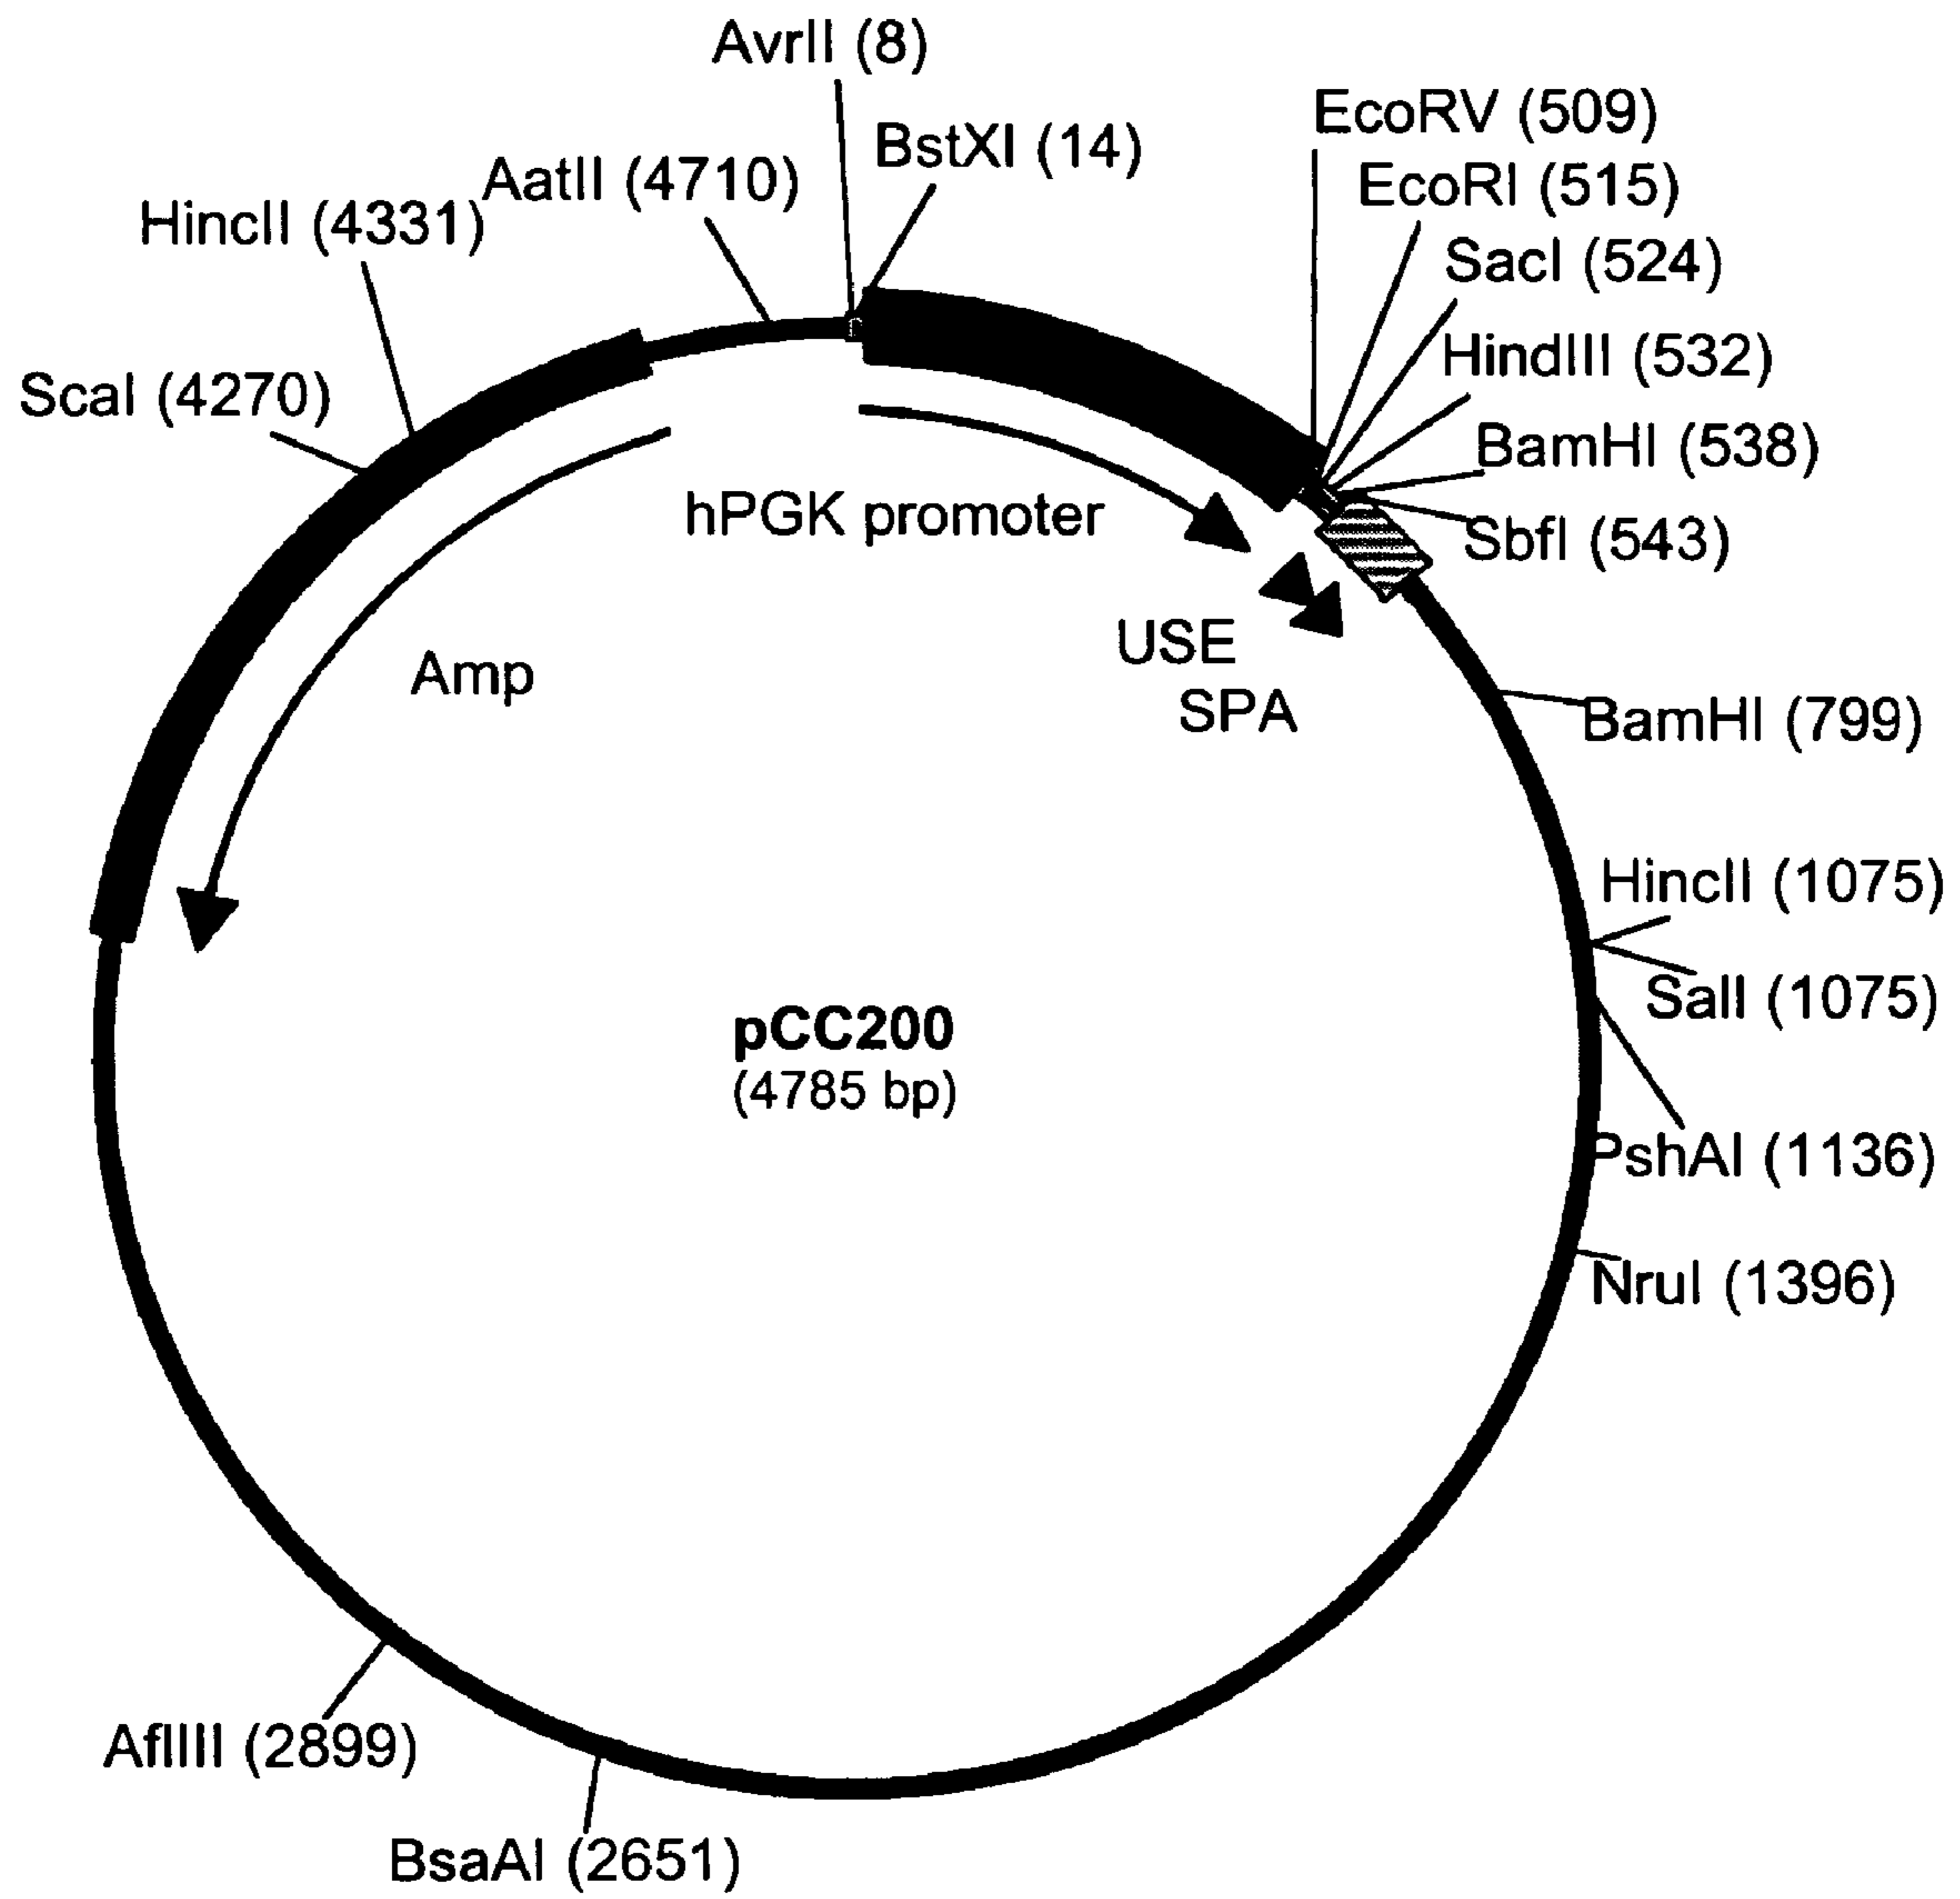 AvrII (8)
BstXI (14)
EcoRV (509)
EcoRI (515)
AatII (4710)
HincII (4331)
SacI (524)
HindIII (532)
ScaI (4270)
BamHI (538)
SbfI (543)
hPGK promoter
USE
SPA
Amp
BamHI (799)
HincII (1075)
SalI (1075)
pCC200
(4785 bp)
PshAI (1136)
NruI (1396)
AflIII (2899)
BsaAI (2651)